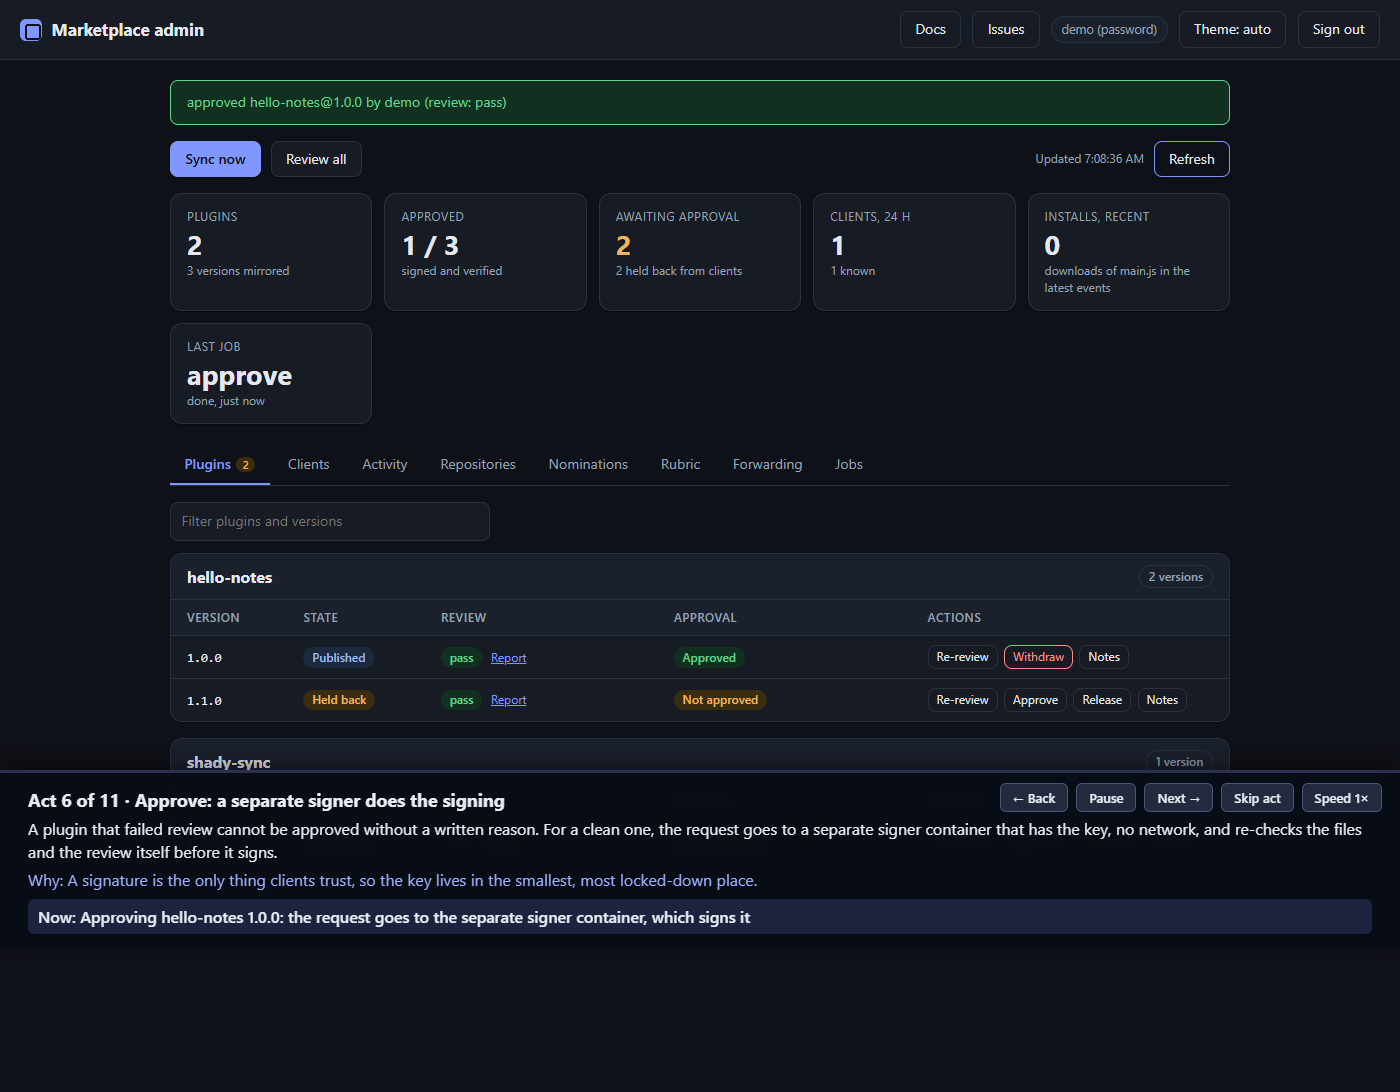 Marketplace admin
Docs
Issues
demo (password)
Theme: auto
Sign out
approved hello-notes@1.0.0 by demo (review: pass)
Sync now
Review all
Updated 7:08:36 AM
Refresh
PLUGINS
2
3 versions mirrored
APPROVED
1 / 3
signed and verified
AWAITING APPROVAL
2
2 held back from clients
CLIENTS, 24 H
1
1 known
INSTALLS, RECENT
0
downloads of main.js in the
latest events
LAST JOB
approve
done, just now
Plugins 2
Clients
Activity
Repositories
Nominations
Rubric
Forwarding
Jobs
Filter plugins and versions
hello-notes
2 versions
VERSION STATE REVIEW APPROVAL ACTIONS
1.0.0 Published pass Report Approved Re-review Withdraw Notes
1.1.0 Held back pass Report Not approved Re-review Approve Release Notes
shady-sync
1 version
Act 6 of 11 · Approve: a separate signer does the signing
← Back
Pause
Next →
Skip act
Speed 1×
A plugin that failed review cannot be approved without a written reason. For a clean one, the request goes to a separate signer container that has the key, no network, and re-checks the files
and the review itself before it signs.
Why: A signature is the only thing clients trust, so the key lives in the smallest, most locked-down place.
Now: Approving hello-notes 1.0.0: the request goes to the separate signer container, which signs it